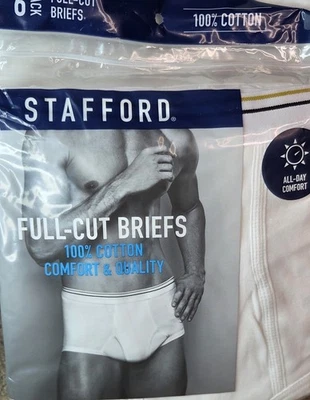 6
PACK
FULL-CUT
BRIEFS
100% COTTON
STAFFORD®
ALL-DAY
COMFORT
FULL-CUT BRIEFS
100% COTTON
COMFORT & QUALITY